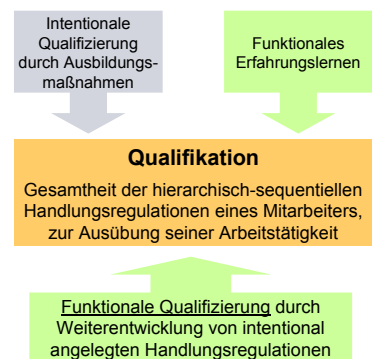 Intentionale
Qualifizierung
durch Ausbildungs-
maßnahmen
Funktionales
Erfahrungslernen
Qualifikation
Gesamtheit der hierarchisch-sequentiellen
Handlungsregulationen eines Mitarbeiters,
zur Ausübung seiner Arbeitstätigkeit
Funktionale Qualifizierung durch
Weiterentwicklung von intentional
angelegten Handlungsregulationen